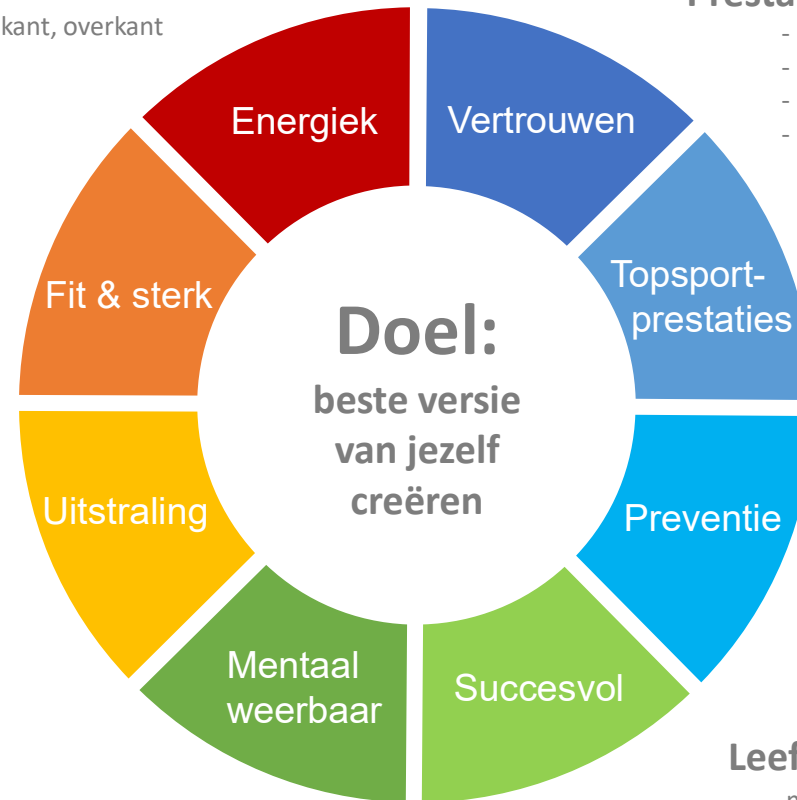 kant, overkant
-
-
-
-
Energiek
Vertrouwen
Fit & sterk
Topsport-
prestaties
Doel:
beste versie
van jezelf
creëren
Uitstraling
Preventie
Mentaal
weerbaar
Succesvol
Leef